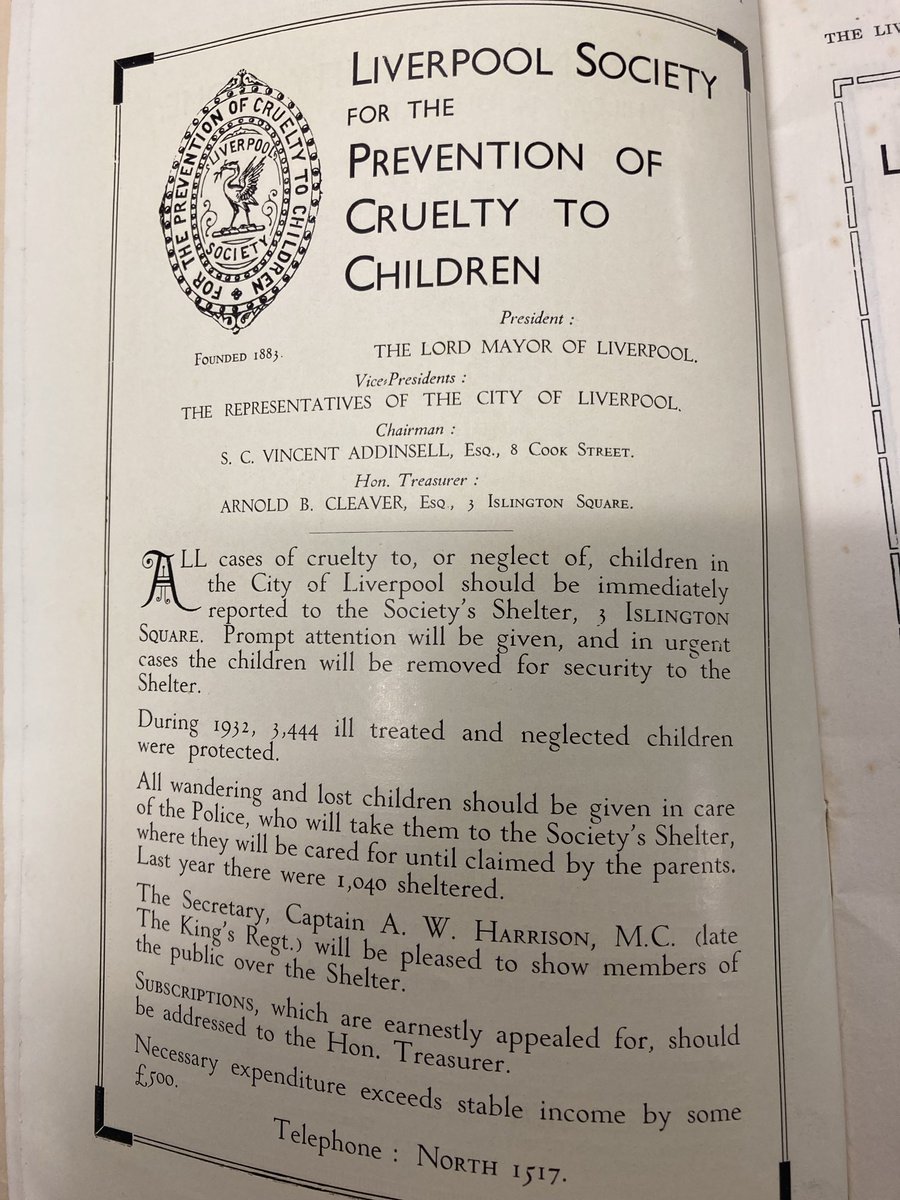 THE LIV
LIVERPOOL SOCIETY
FOR THE
PREVENTION OF
CRUELTY TO
CHILDREN
FOR THE PREVENTION OF CRUELTY TO CHILDREN
LIVERPOOL
SOCIETY
FOUNDED 1883.
President :
THE LORD MAYOR OF LIVERPOOL.
Vice-Presidents :
THE REPRESENTATIVES OF THE CITY OF LIVERPOOL.
Chairman :
S. C. VINCENT ADDINSELL, ESQ., 8 COOK STREET.
Hon. Treasurer :
ARNOLD B. CLEAVER, ESQ., 3 ISLINGTON SQUARE.
ALL cases of cruelty to, or neglect of, children in
the City of Liverpool should be immediately
reported to the Society's Shelter, 3 ISLINGTON
SQUARE. Prompt attention will be given, and in urgent
cases the children will be removed for security to the
Shelter.
During 1932, 3,444 ill treated and neglected children
were protected.
All wandering and lost children should be given in care
of the Police, who will take them to the Society's Shelter,
where they will be cared for until claimed by the parents.
Last year there were 1,040 sheltered.
The Secretary, Captain A. W. HARRISON, M.C. (late
The King's Regt.) will be pleased to show members of
the public over the Shelter.
SUBSCRIPTIONS, which are earnestly appealed for, should
be addressed to the Hon. Treasurer.
Necessary expenditure exceeds stable income by some
£500.
Telephone : NORTH 1517.
L